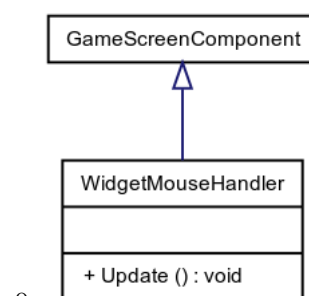 GameScreenComponent
WidgetMouseHandler
+ Update () : void